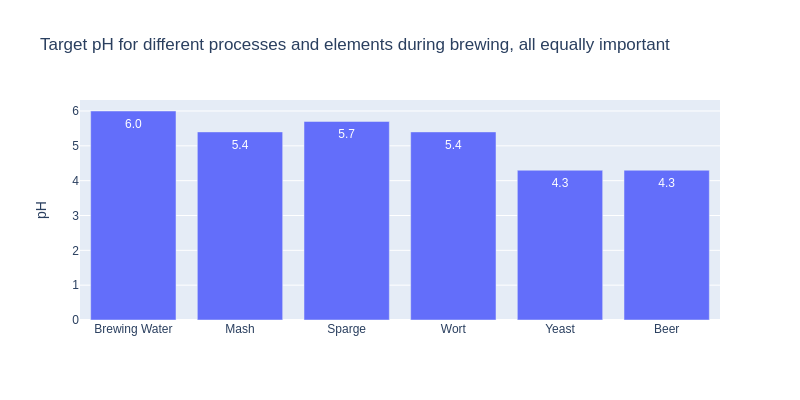 Target pH for different processes and elements during brewing, all equally important
pH
6
5
4
3
2
1
0
6.0
5.4
5.7
5.4
4.3
4.3
Brewing Water
Mash
Sparge
Wort
Yeast
Beer